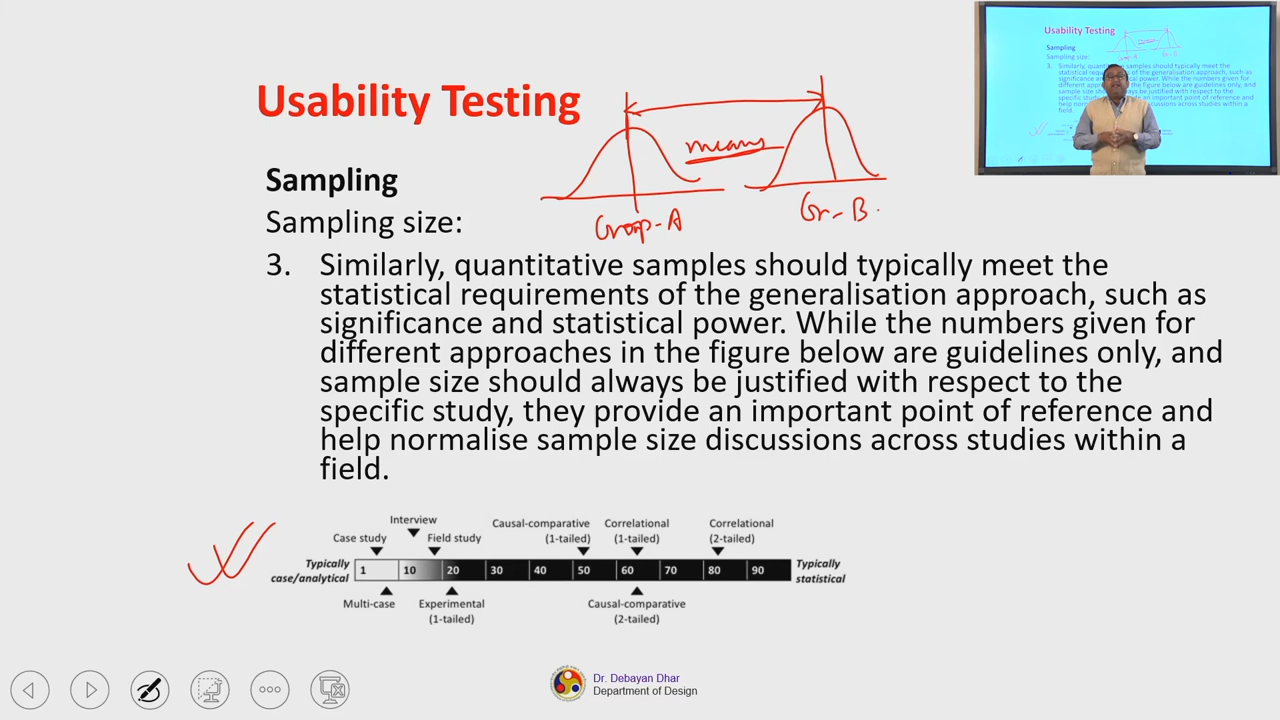 Usability Testing
means
Group-A
Gr-B.
Sampling
Sampling size:
3. Similarly, quantitative samples should typically meet the
statistical requirements of the generalisation approach, such as
significance and statistical power. While the numbers given for
different approaches in the figure below are guidelines only, and
sample size should always be justified with respect to the
specific study, they provide an important point of reference and
help normalise sample size discussions across studies within a
field.
Interview
Case study
Field study
Causal-comparative
(1-tailed)
Correlational
(1-tailed)
Correlational
(2-tailed)
Typically
case/analytical
1 10 20 30 40 50 60 70 80 90
Typically
statistical
Multi-case
Experimental
(1-tailed)
Causal-comparative
(2-tailed)
Dr. Debayan Dhar
Department of Design
Usability Testing
Sampling
Sampling size: